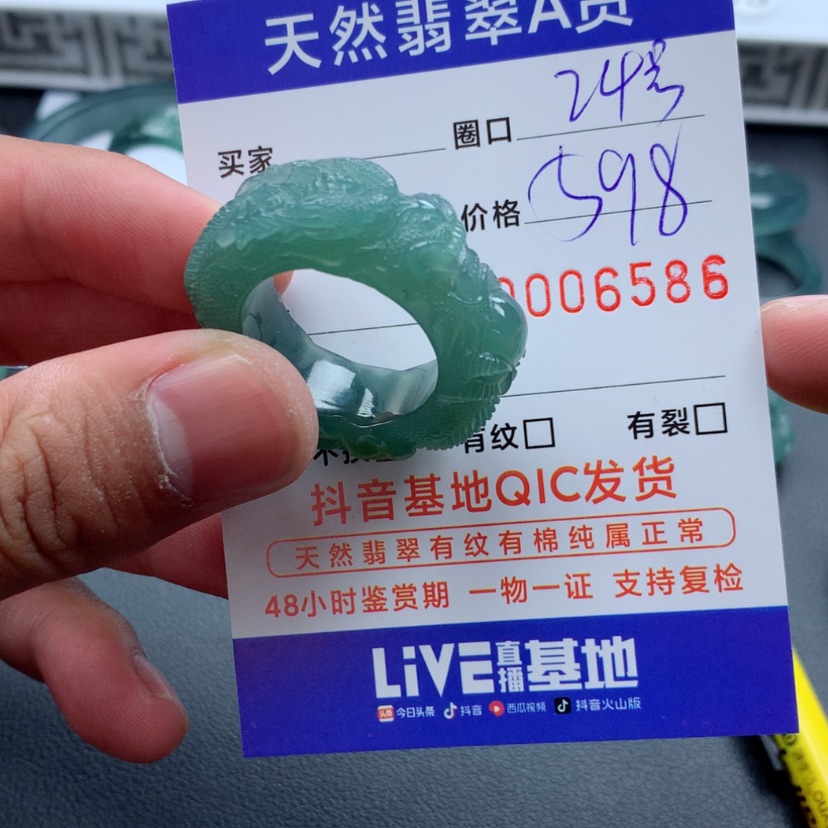 天然翡翠A货
买家 圈口 24号
价格 598
0006586
有纹□ 有裂□
抖音基地QIC发货
天然翡翠有纹有棉纯属正常
48小时鉴赏期 一物一证 支持复检
LiVE直播基地
头条 今日头条 抖音 西瓜视频 抖音火山版